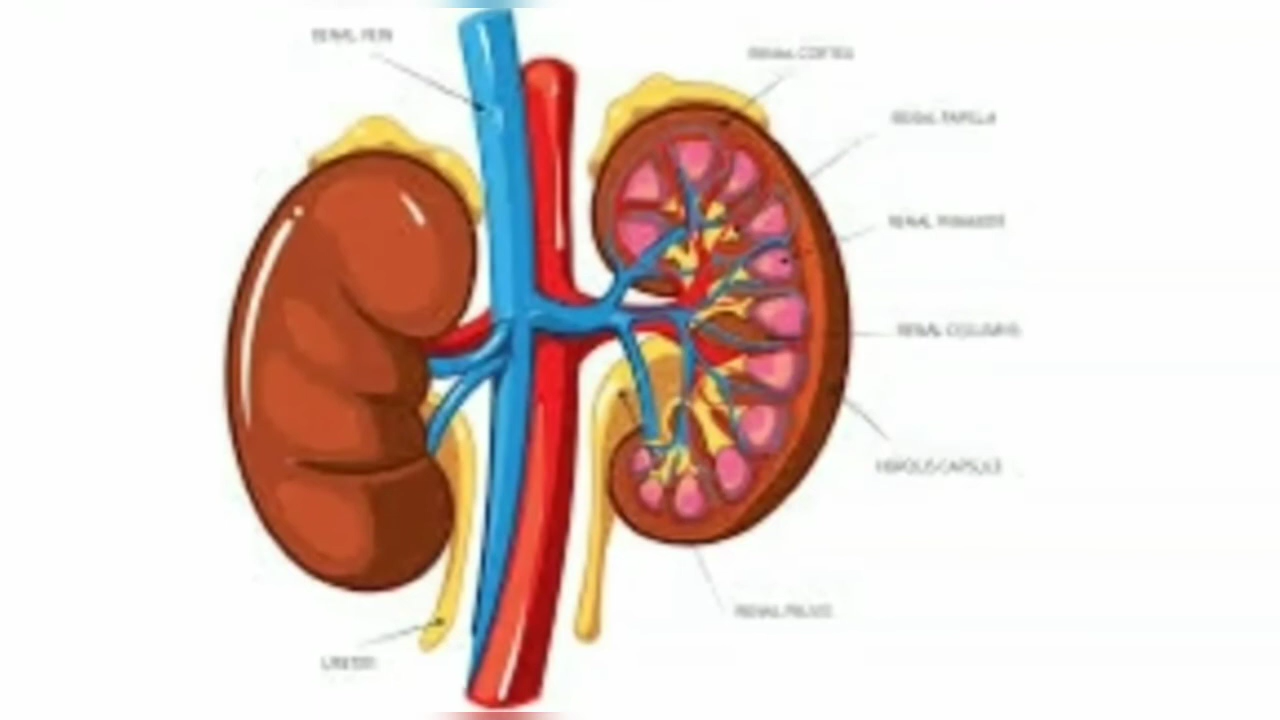 RENAL VEIN
RENAL CORTEX
RENAL PAPILLA
RENAL PYRAMIDS
RENAL COLUMNS
FIBROUS CAPSULE
RENAL PELVIS
URETER